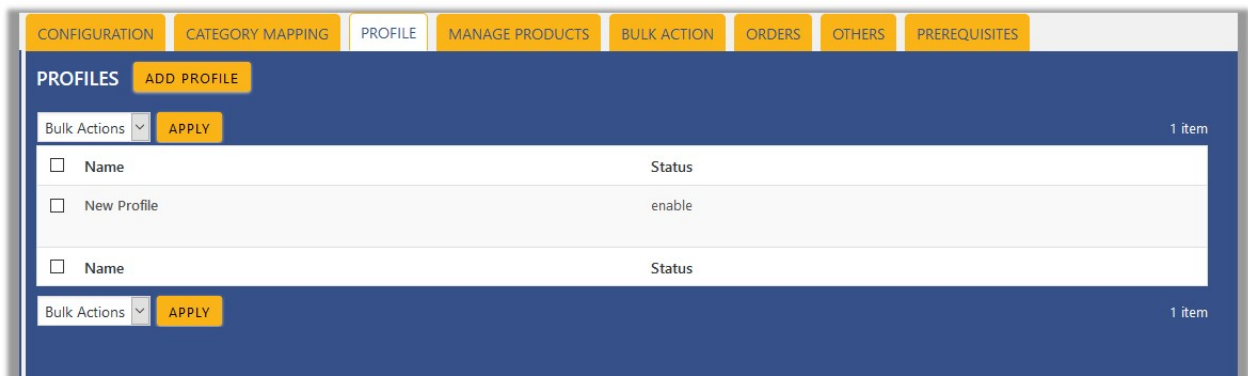 CONFIGURATION CATEGORY MAPPING PROFILE MANAGE PRODUCTS BULK ACTION ORDERS OTHERS PREREQUISITES
PROFILES ADD PROFILE
Bulk Actions APPLY 1 item
Name Status
New Profile enable
Name Status
Bulk Actions APPLY 1 item